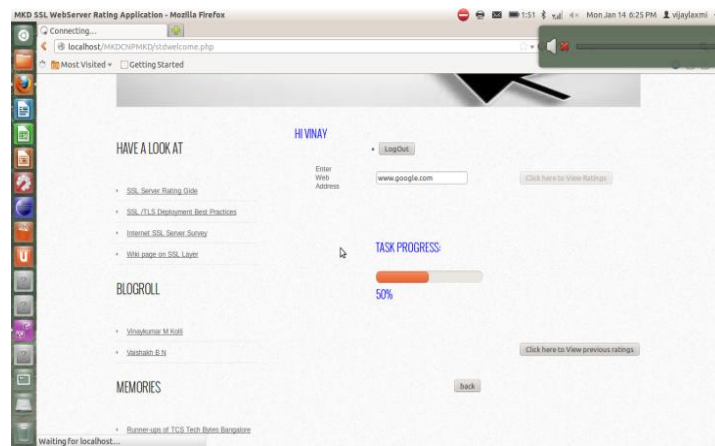 MKD SSL WebServer Rating Application - Mozilla Firefox
1:51 Mon Jan 14 6:25 PM vijaylaxmi
Connecting...
localhost/MKDCNPMKD/stdwelcome.php
Most Visited Getting Started
HI VINAY
HAVE A LOOK AT
LogOut
Enter
Web
Address
www.google.com
Click here to View Ratings
SSL Server Rating Gide
SSL /TLS Deployment Best Practices
Internet SSL Server Survey
Wiki page on SSL Layer
TASK PROGRESS:
50%
BLOGROLL
Vinaykumar M Kolli
Vaishakh B N
Click here to View previous ratings
MEMORIES
back
Runner-ups of TCS Tech Bytes Bangalore
Waiting for localhost...